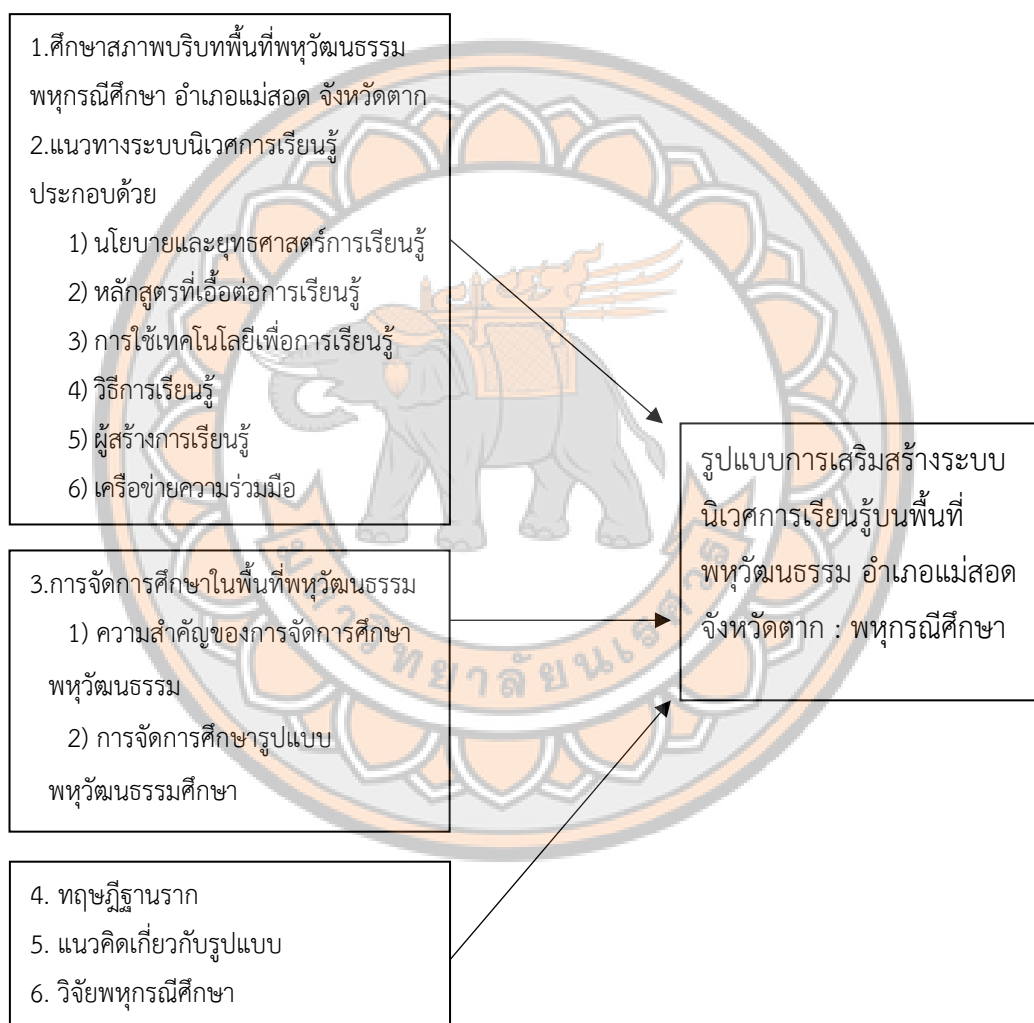 1.ศึกษาสภาพบริบทพื้นที่พหุวัฒนธรรม
พหุกรณีศึกษา อำเภอแม่สอด จังหวัดตาก
2.แนวทางระบบนิเวศการเรียนรู้
ประกอบด้วย
1) นโยบายและยุทธศาสตร์การเรียนรู้
2) หลักสูตรที่เอื้อต่อการเรียนรู้
3) การใช้เทคโนโลยีเพื่อการเรียนรู้
4) วิธีการเรียนรู้
5) ผู้สร้างการเรียนรู้
6) เครือข่ายความร่วมมือ
3.การจัดการศึกษาในพื้นที่พหุวัฒนธรรม
1) ความสำคัญของการจัดการศึกษา
พหุวัฒนธรรม
2) การจัดการศึกษารูปแบบ
พหุวัฒนธรรมศึกษา
4. ทฤษฎีฐานราก
5. แนวคิดเกี่ยวกับรูปแบบ
6. วิจัยพหุกรณีศึกษา
รูปแบบการเสริมสร้างระบบ
นิเวศการเรียนรู้บนพื้นที่
พหุวัฒนธรรม อำเภอแม่สอด
จังหวัดตาก : พหุกรณีศึกษา
มหาวิทยาลัยนเรศวร